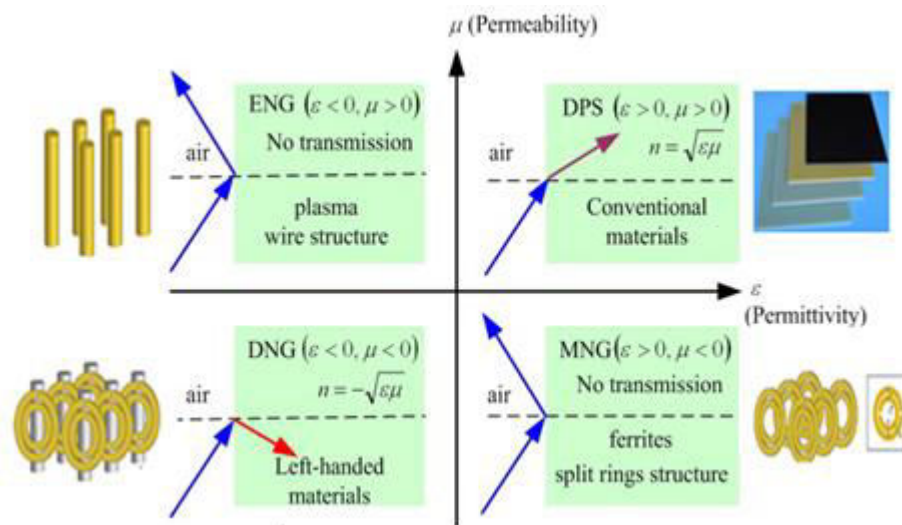 μ (Permeability)
ENG (ε<0, μ>0)
No transmission
air
plasma
wire structure
DPS (ε>0, μ>0)
n=√εμ
air
Conventional
materials
ε
(Permittivity)
DNG (ε<0, μ<0)
n=-√εμ
air
Left-handed
materials
MNG(ε>0, μ<0)
No transmission
air
ferrites
split rings structure